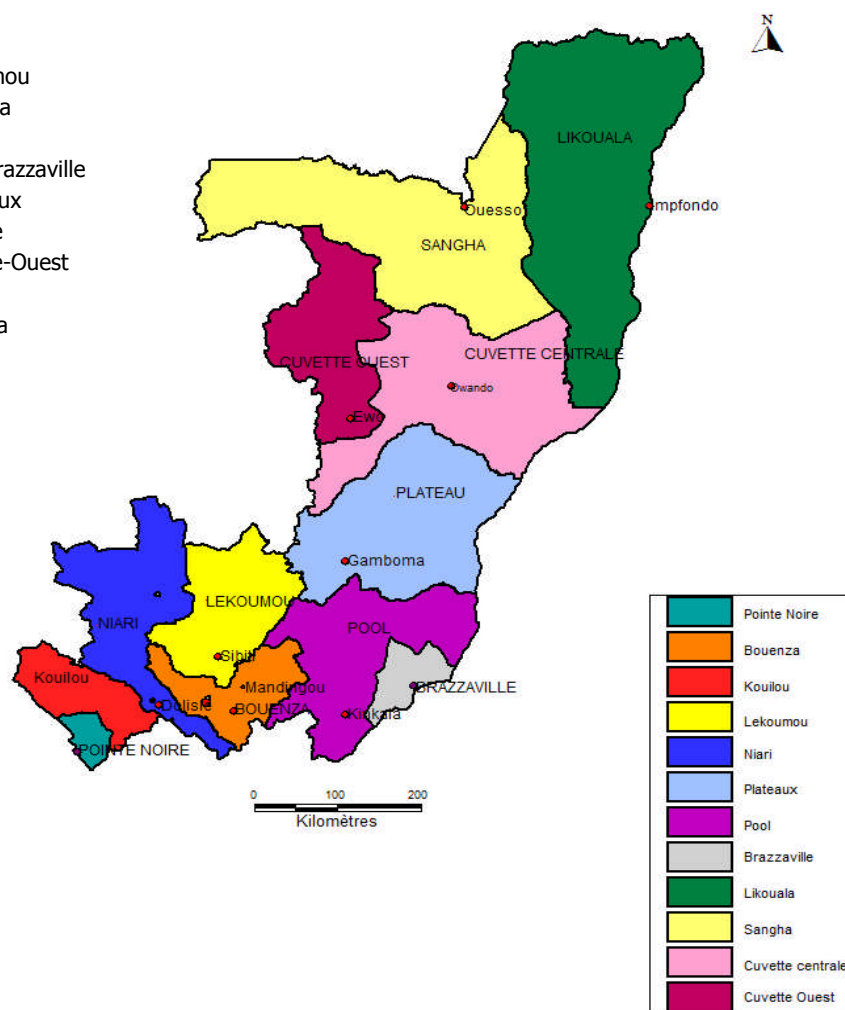 N
nou
a
razzaville
ux
e
e-Ouest
a
LIKOUALA
Ouesso
mpfondo
SANGHA
CUVETTE OUEST
CUVETTE CENTRALE
Owando
Ewo
PLATEAU
Gamboma
LEKOUMOU
NIARI
POOL
Sibiti
Kouilou
Mandingou
BRAZZAVILLE
Dolisie
BOUENZA
Kinkala
POINTE NOIRE
0 100 200
Kilomètres
Pointe Noire
Bouenza
Kouilou
Lekoumou
Niari
Plateaux
Pool
Brazzaville
Likouala
Sangha
Cuvette centrale
Cuvette Ouest